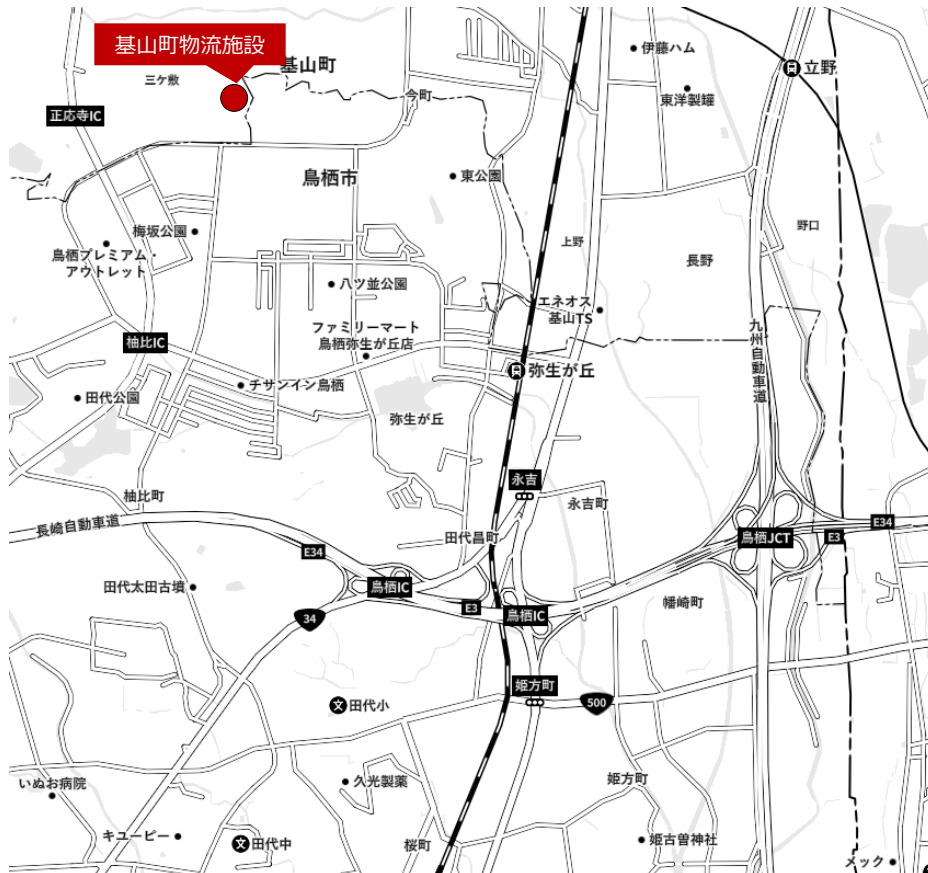 基山町物流施設
基山町
伊藤ハム
立野
三ケ敷
今町
東洋製罐
正応寺IC
鳥栖市
東公園
梅坂公園
上野
野口
鳥栖プレミアム・
アウトレット
長野
八ツ並公園
エネオス
基山TS
ファミリーマート
鳥栖弥生が丘店
柚比IC
九州自動車道
弥生が丘
チサンイン鳥栖
田代公園
弥生が丘
永吉
柚比町
永吉町
長崎自動車道
田代昌町
鳥栖JCT
E34
E3
E34
田代太田古墳
鳥栖IC
E3
鳥栖IC
幡崎町
34
姫方町
文
田代小
500
いぬお病院
久光製薬
姫方町
キユーピー
文
田代中
桜町
姫古曽神社
メック